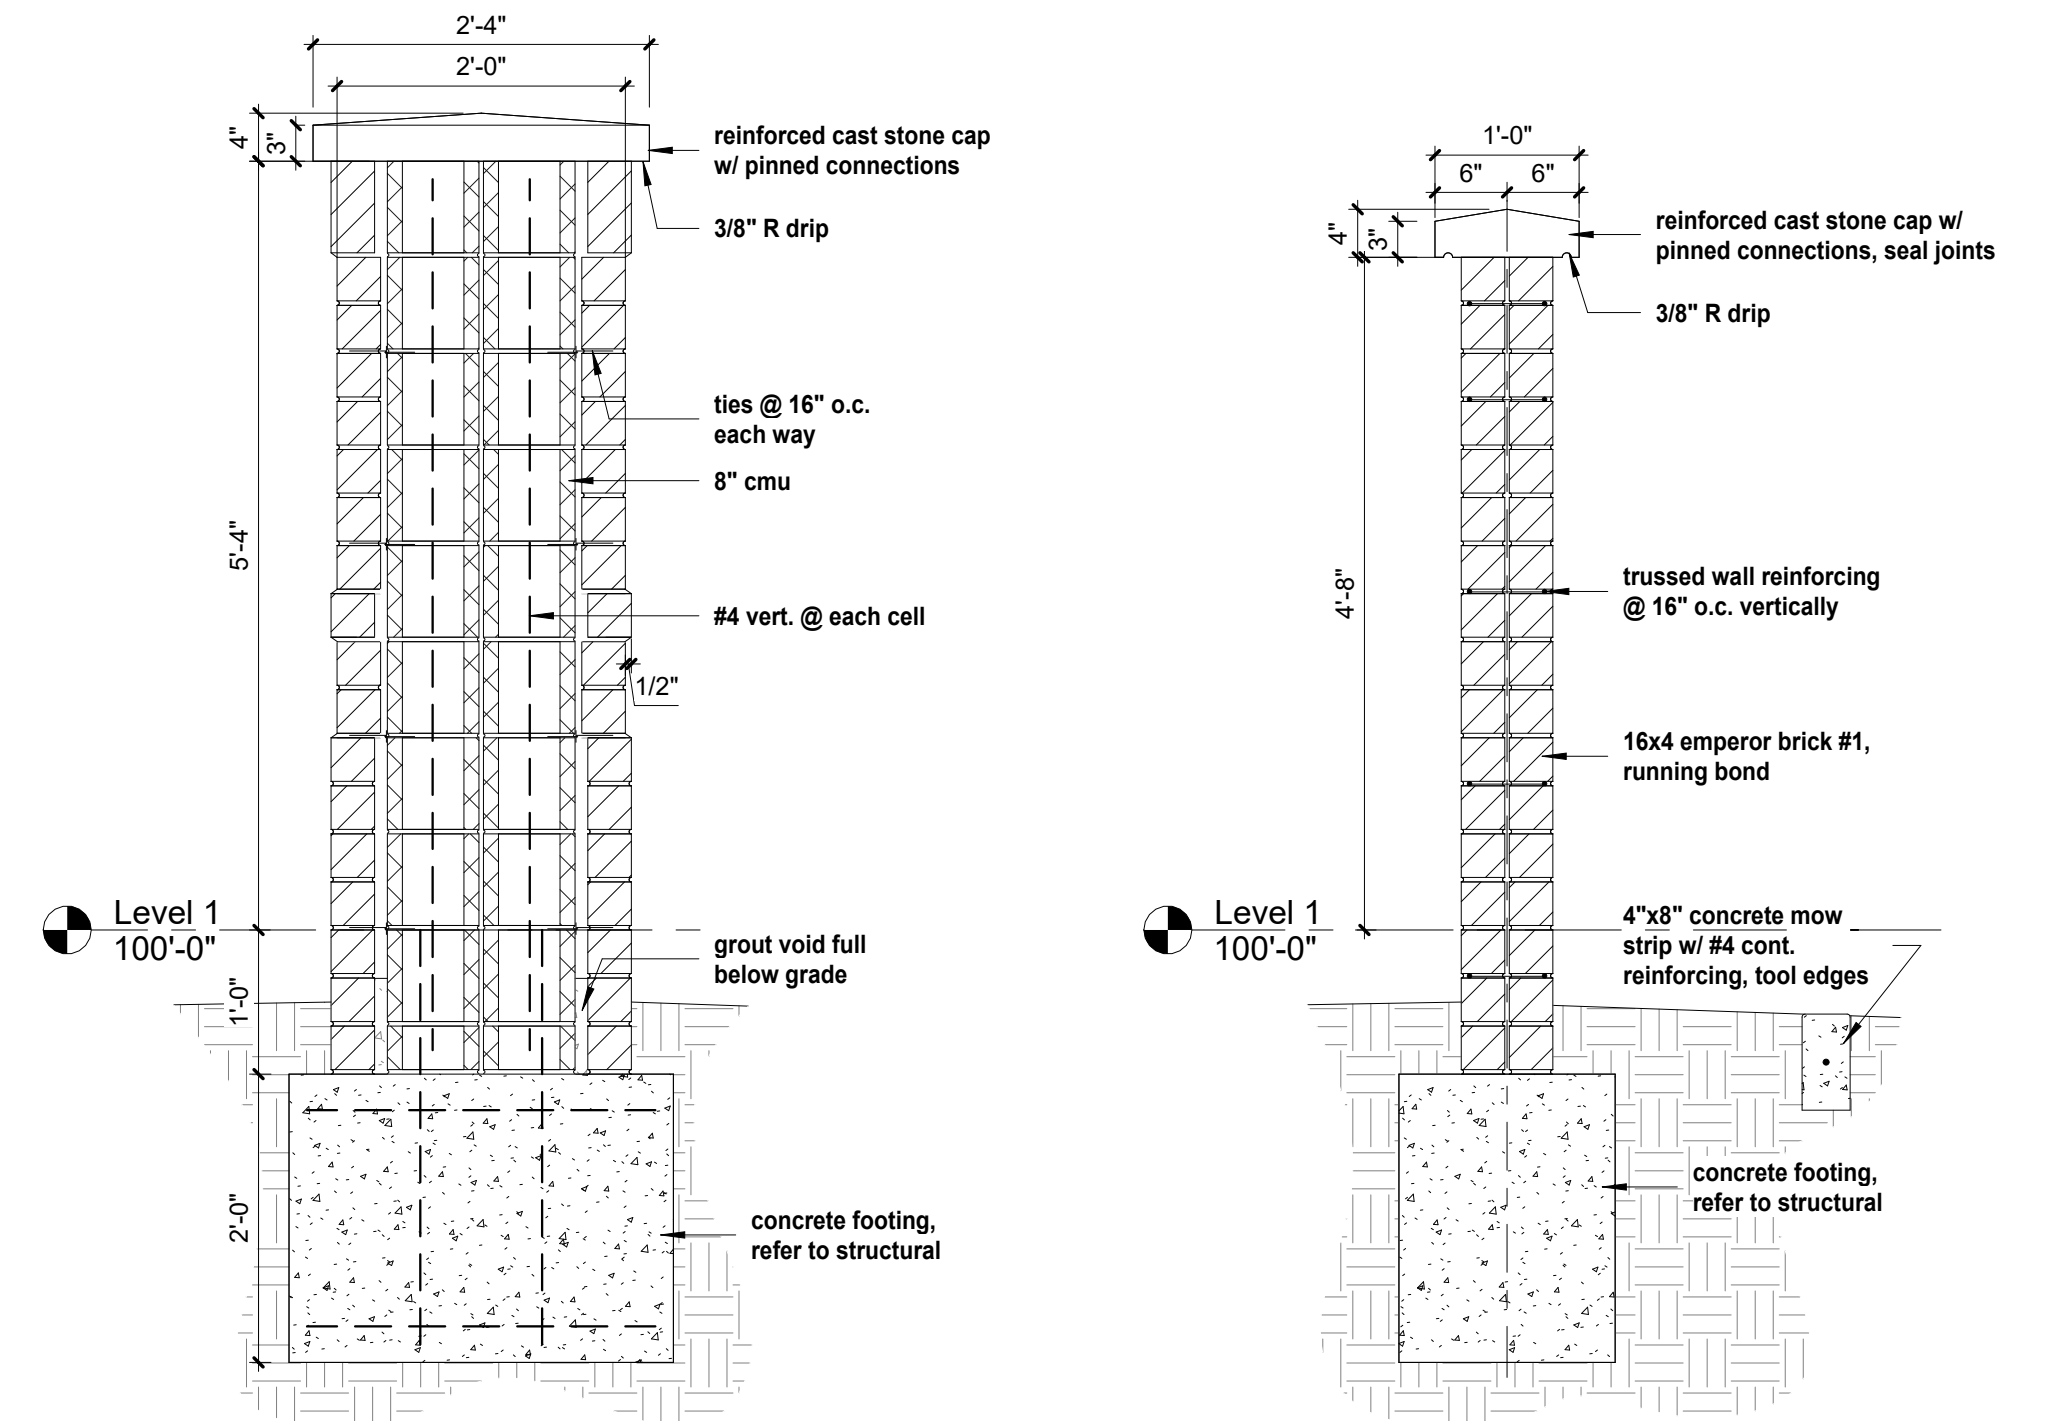 2'-4"
2'-0"
4"
3"
reinforced cast stone cap
w/ pinned connections
3/8" R drip
ties @ 16" o.c.
each way
8" cmu
5'-4"
#4 vert. @ each cell
1/2"
Level 1
100'-0"
grout void full
below grade
1'-0"
2'-0"
concrete footing,
refer to structural
1'-0"
6"
6"
4"
3"
reinforced cast stone cap w/
pinned connections, seal joints
3/8" R drip
4'-8"
trussed wall reinforcing
@ 16" o.c. vertically
16x4 emperor brick #1,
running bond
Level 1
100'-0"
4"x8" concrete mow
strip w/ #4 cont.
reinforcing, tool edges
concrete footing,
refer to structural